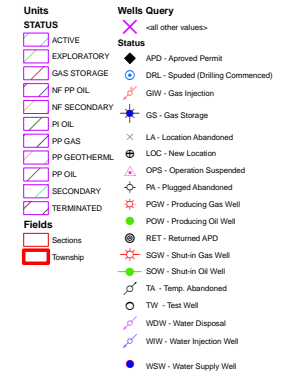 Units
STATUS
ACTIVE
EXPLORATORY
GAS STORAGE
NF PP OIL
NF SECONDARY
PI OIL
PP GAS
PP GEOTHERML
PP OIL
SECONDARY
TERMINATED
Fields
Sections
Township
Wells Query
<all other values>
Status
APD - Aproved Permit
DRL - Spuded (Drilling Commenced)
GIW - Gas Injection
GS - Gas Storage
LA - Location Abandoned
LOC - New Location
OPS - Operation Suspended
PA - Plugged Abandoned
PGW - Producing Gas Well
POW - Producing Oil Well
RET - Returned APD
SGW - Shut-in Gas Well
SOW - Shut-in Oil Well
TA - Temp. Abandoned
TW - Test Well
WDW - Water Disposal
WIW - Water Injection Well
WSW - Water Supply Well